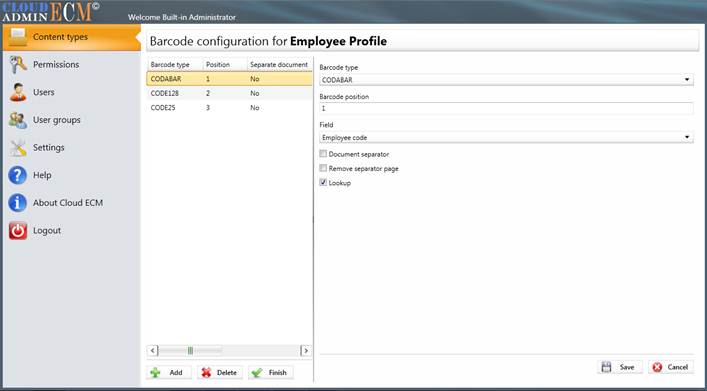 CLOUD
ADMIN ECM©
Welcome Built-in Administrator
Content types
Permissions
Users
User groups
Settings
Help
About Cloud ECM
Logout
Barcode configuration for Employee Profile
Barcode type Position Separate document
CODABAR 1 No
CODE128 2 No
CODE25 3 No
Add Delete Finish
Barcode type
CODABAR
Barcode position
1
Field
Employee code
Document separator
Remove separator page
Lookup
Save Cancel